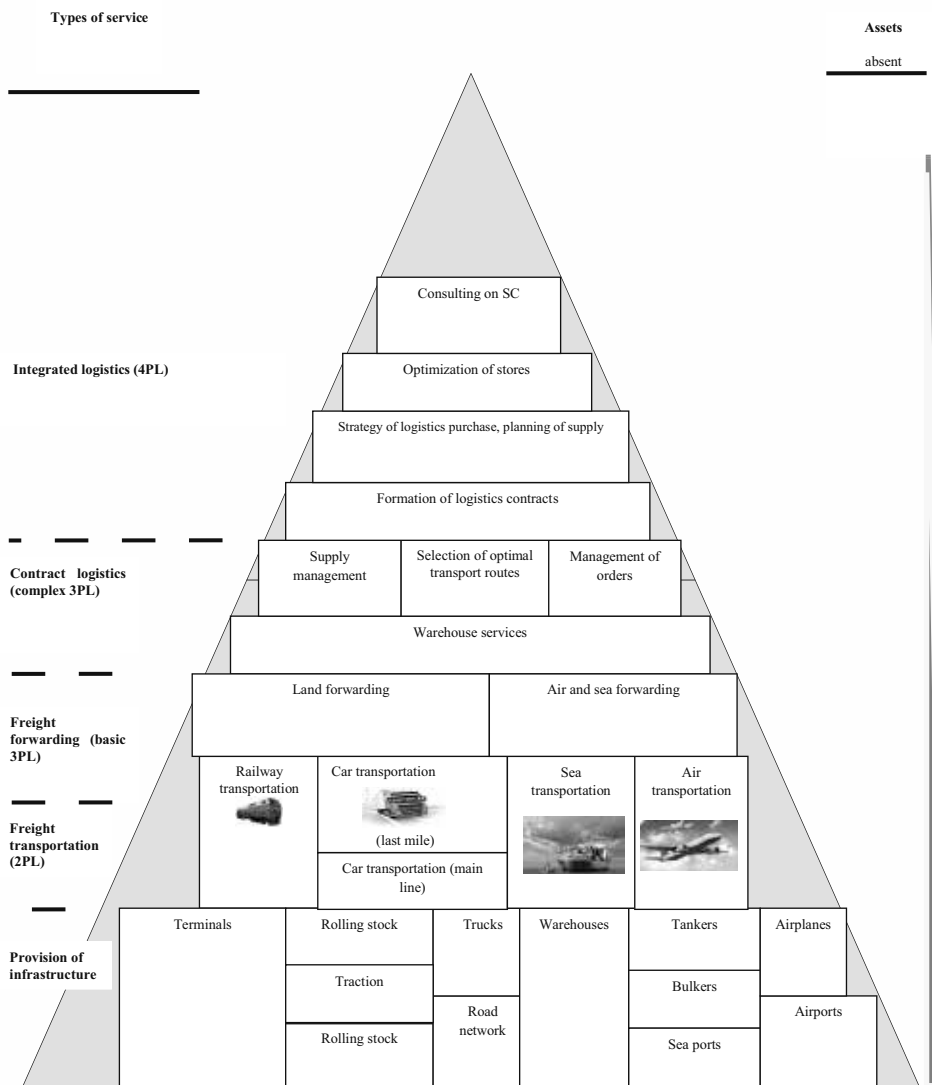 Types of service
Assets
absent
Consulting on SC
Integrated logistics (4PL)
Optimization of stores
Strategy of logistics purchase, planning of supply
Formation of logistics contracts
Contract logistics
(complex 3PL)
Supply
management
Selection of optimal
transport routes
Management of
orders
Warehouse services
Land forwarding
Air and sea forwarding
Freight
forwarding (basic
3PL)
Railway
transportation
Car transportation
(last mile)
Car transportation (main
line)
Sea
transportation
Air
transportation
Freight
transportation
(2PL)
Provision of
infrastructure
Terminals
Rolling stock
Traction
Rolling stock
Trucks
Road
network
Warehouses
Tankers
Bulkers
Sea ports
Airplanes
Airports